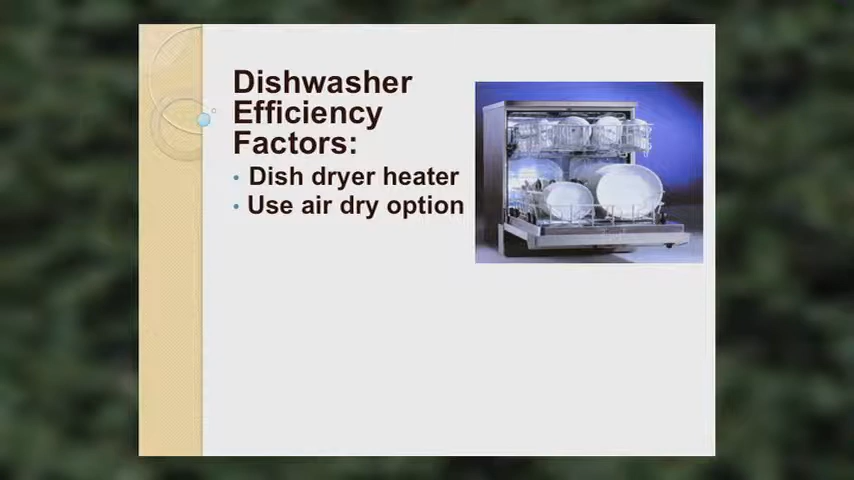 Dishwasher
Efficiency
Factors:
• Dish dryer heater
• Use air dry option